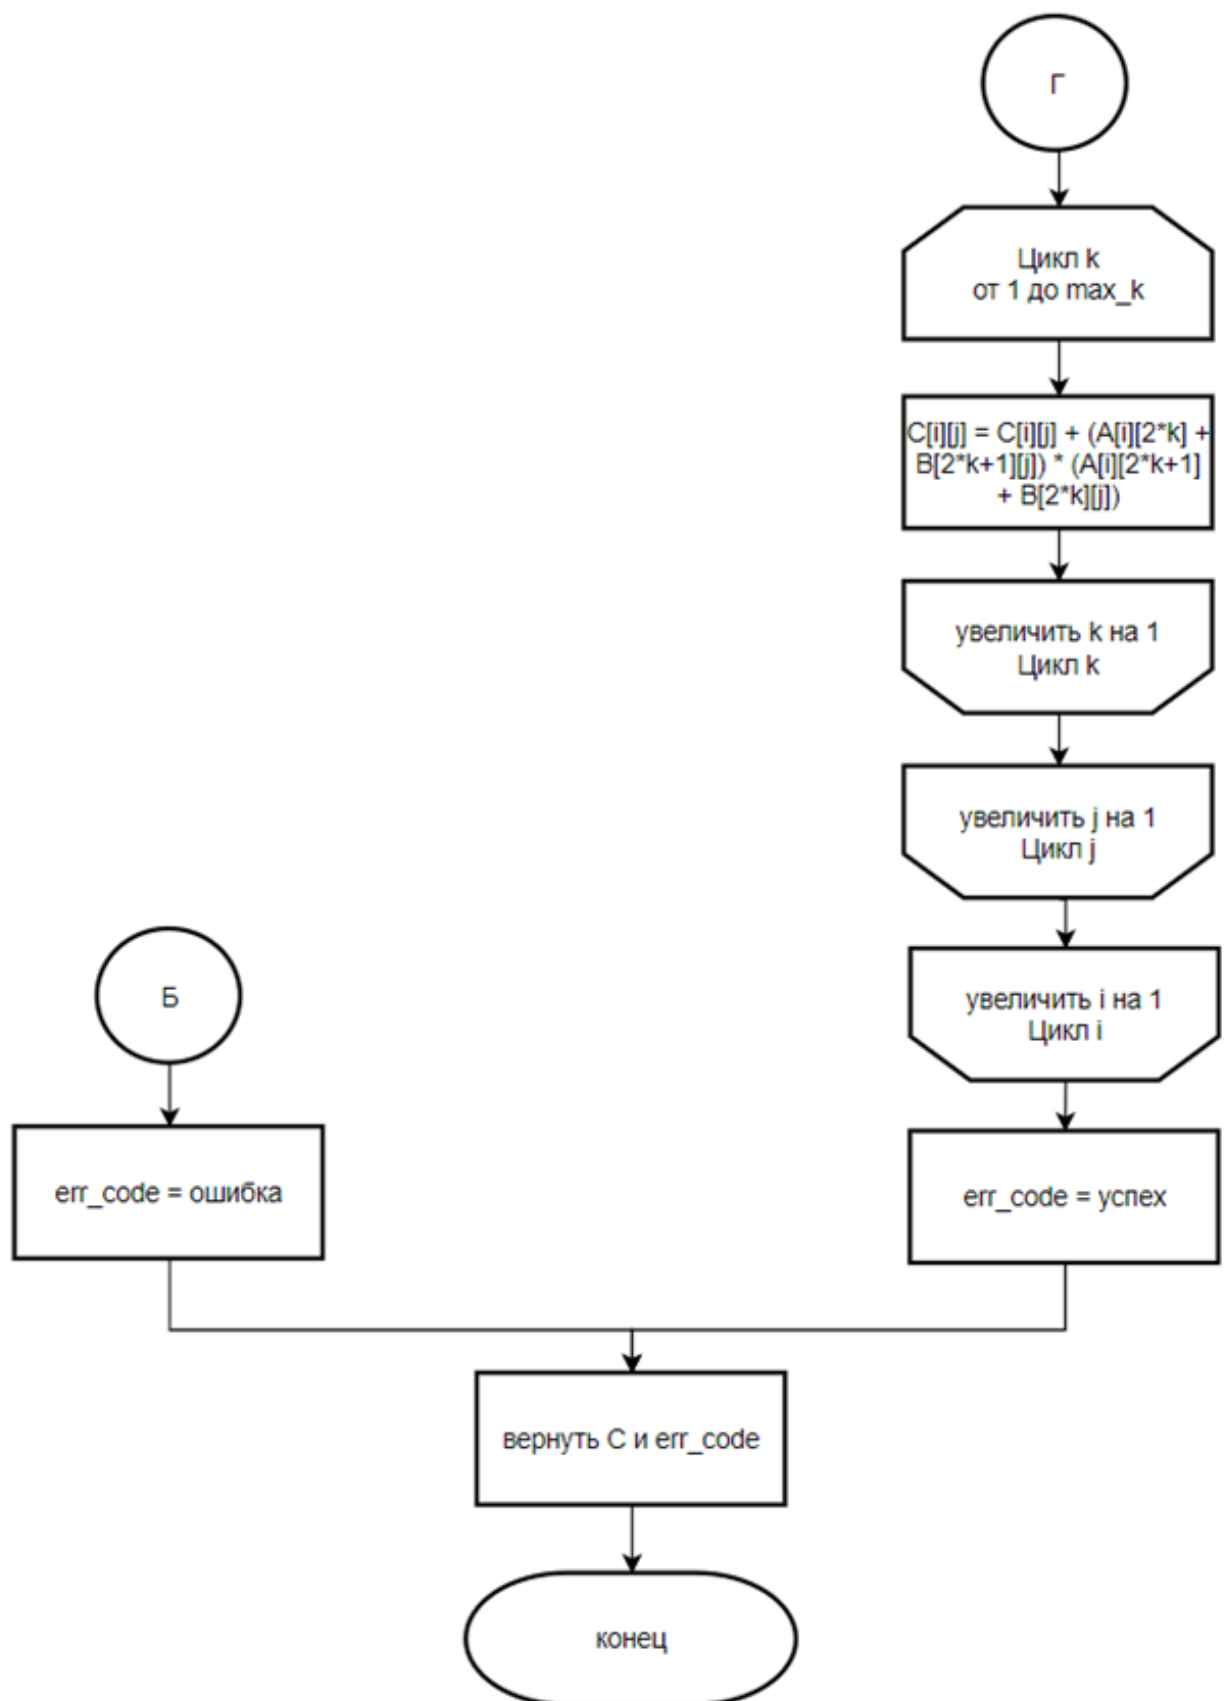 Г
Цикл k
от 1 до max_k
C[i][j] = C[i][j] + (A[i][2*k] +
B[2*k+1][j]) * (A[i][2*k+1]
+ B[2*k][j])
увеличить k на 1
Цикл k
увеличить j на 1
Цикл j
увеличить i на 1
Цикл i
Б
err_code = ошибка
err_code = успех
вернуть C и err_code
конец